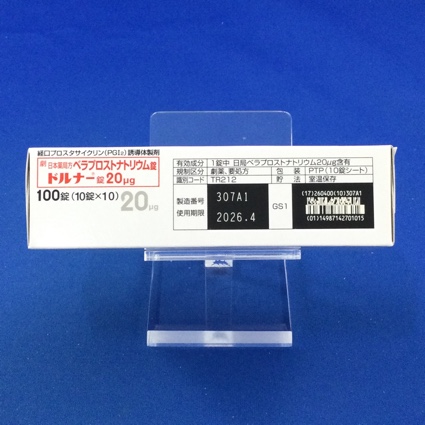 経口プロスタサイクリン(PGI₂)誘導体製剤
劇 日本薬局方 ベラプロストナトリウム錠
ドルナー®錠20μg
100錠(10錠×10) 20μg
有効成分 1錠中 日局ベラプロストナトリウム20μg含有
規制区分 劇薬、処方 包装 PTP(10錠シート)
識別コード TR212 貯法 室温保存
製造番号 307A1
使用期限 2026.4
GS1
(17)260400(10)307A1
(01)14987142701015